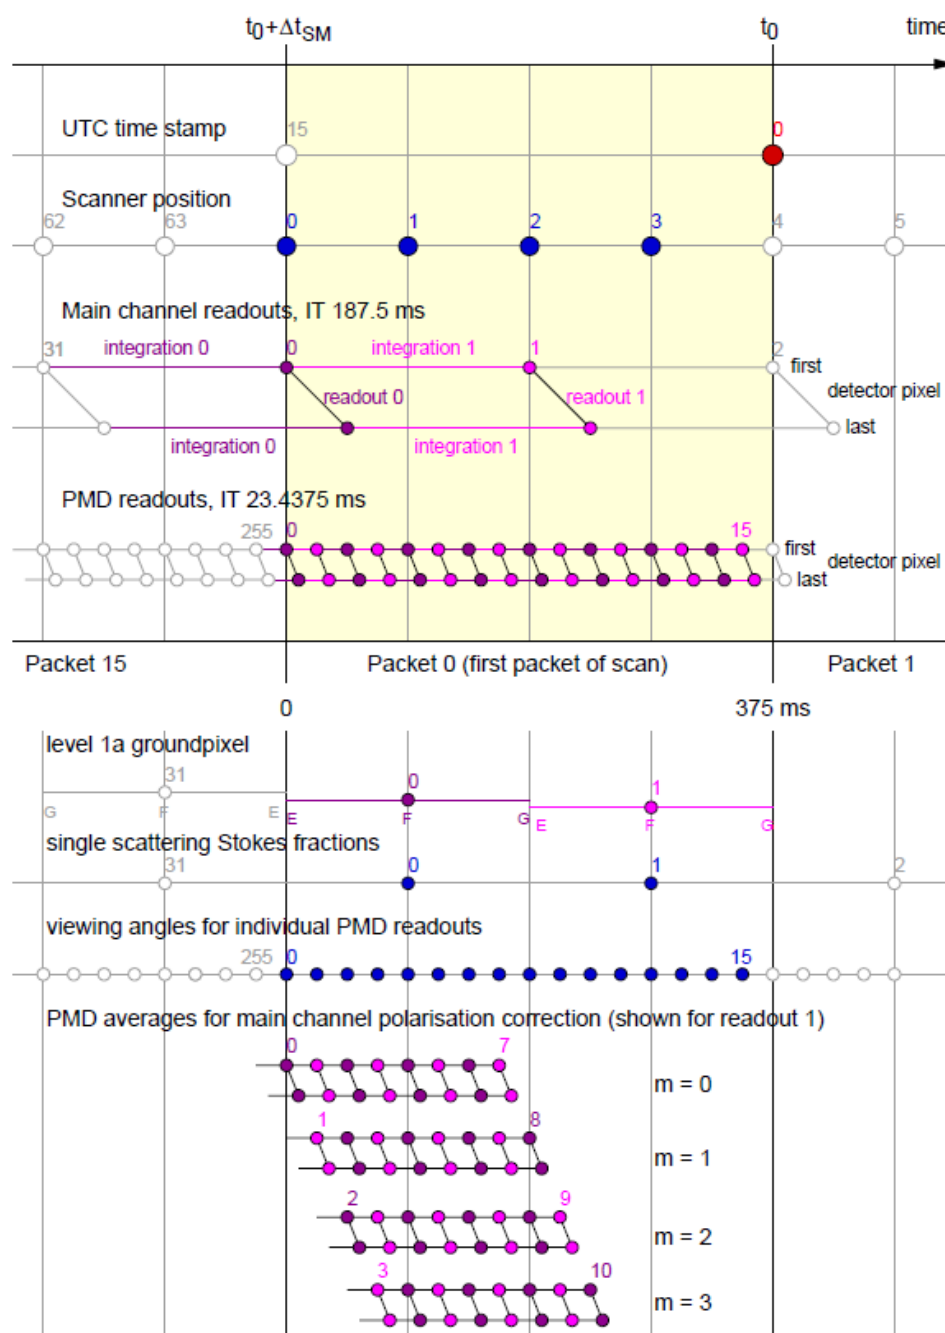 t0+ΔtSM t0 time
UTC time stamp
15 0
Scanner position
62 63 0 1 2 3 4 5
Main channel readouts, IT 187.5 ms
31 integration 0 0 integration 1 1 2 first
readout 0 readout 1 detector pixel
integration 0 integration 1 last
PMD readouts, IT 23.4375 ms
255 0 15
first
detector pixel
last
Packet 15 Packet 0 (first packet of scan) Packet 1
0 375 ms
level 1a groundpixel
31 0 1
G F E E F G E F G
single scattering Stokes fractions
31 0 1 2
viewing angles for individual PMD readouts
255 0 15
PMD averages for main channel polarisation correction (shown for readout 1)
0 7
m = 0
1 8
m = 1
2 9
m = 2
3 10
m = 3